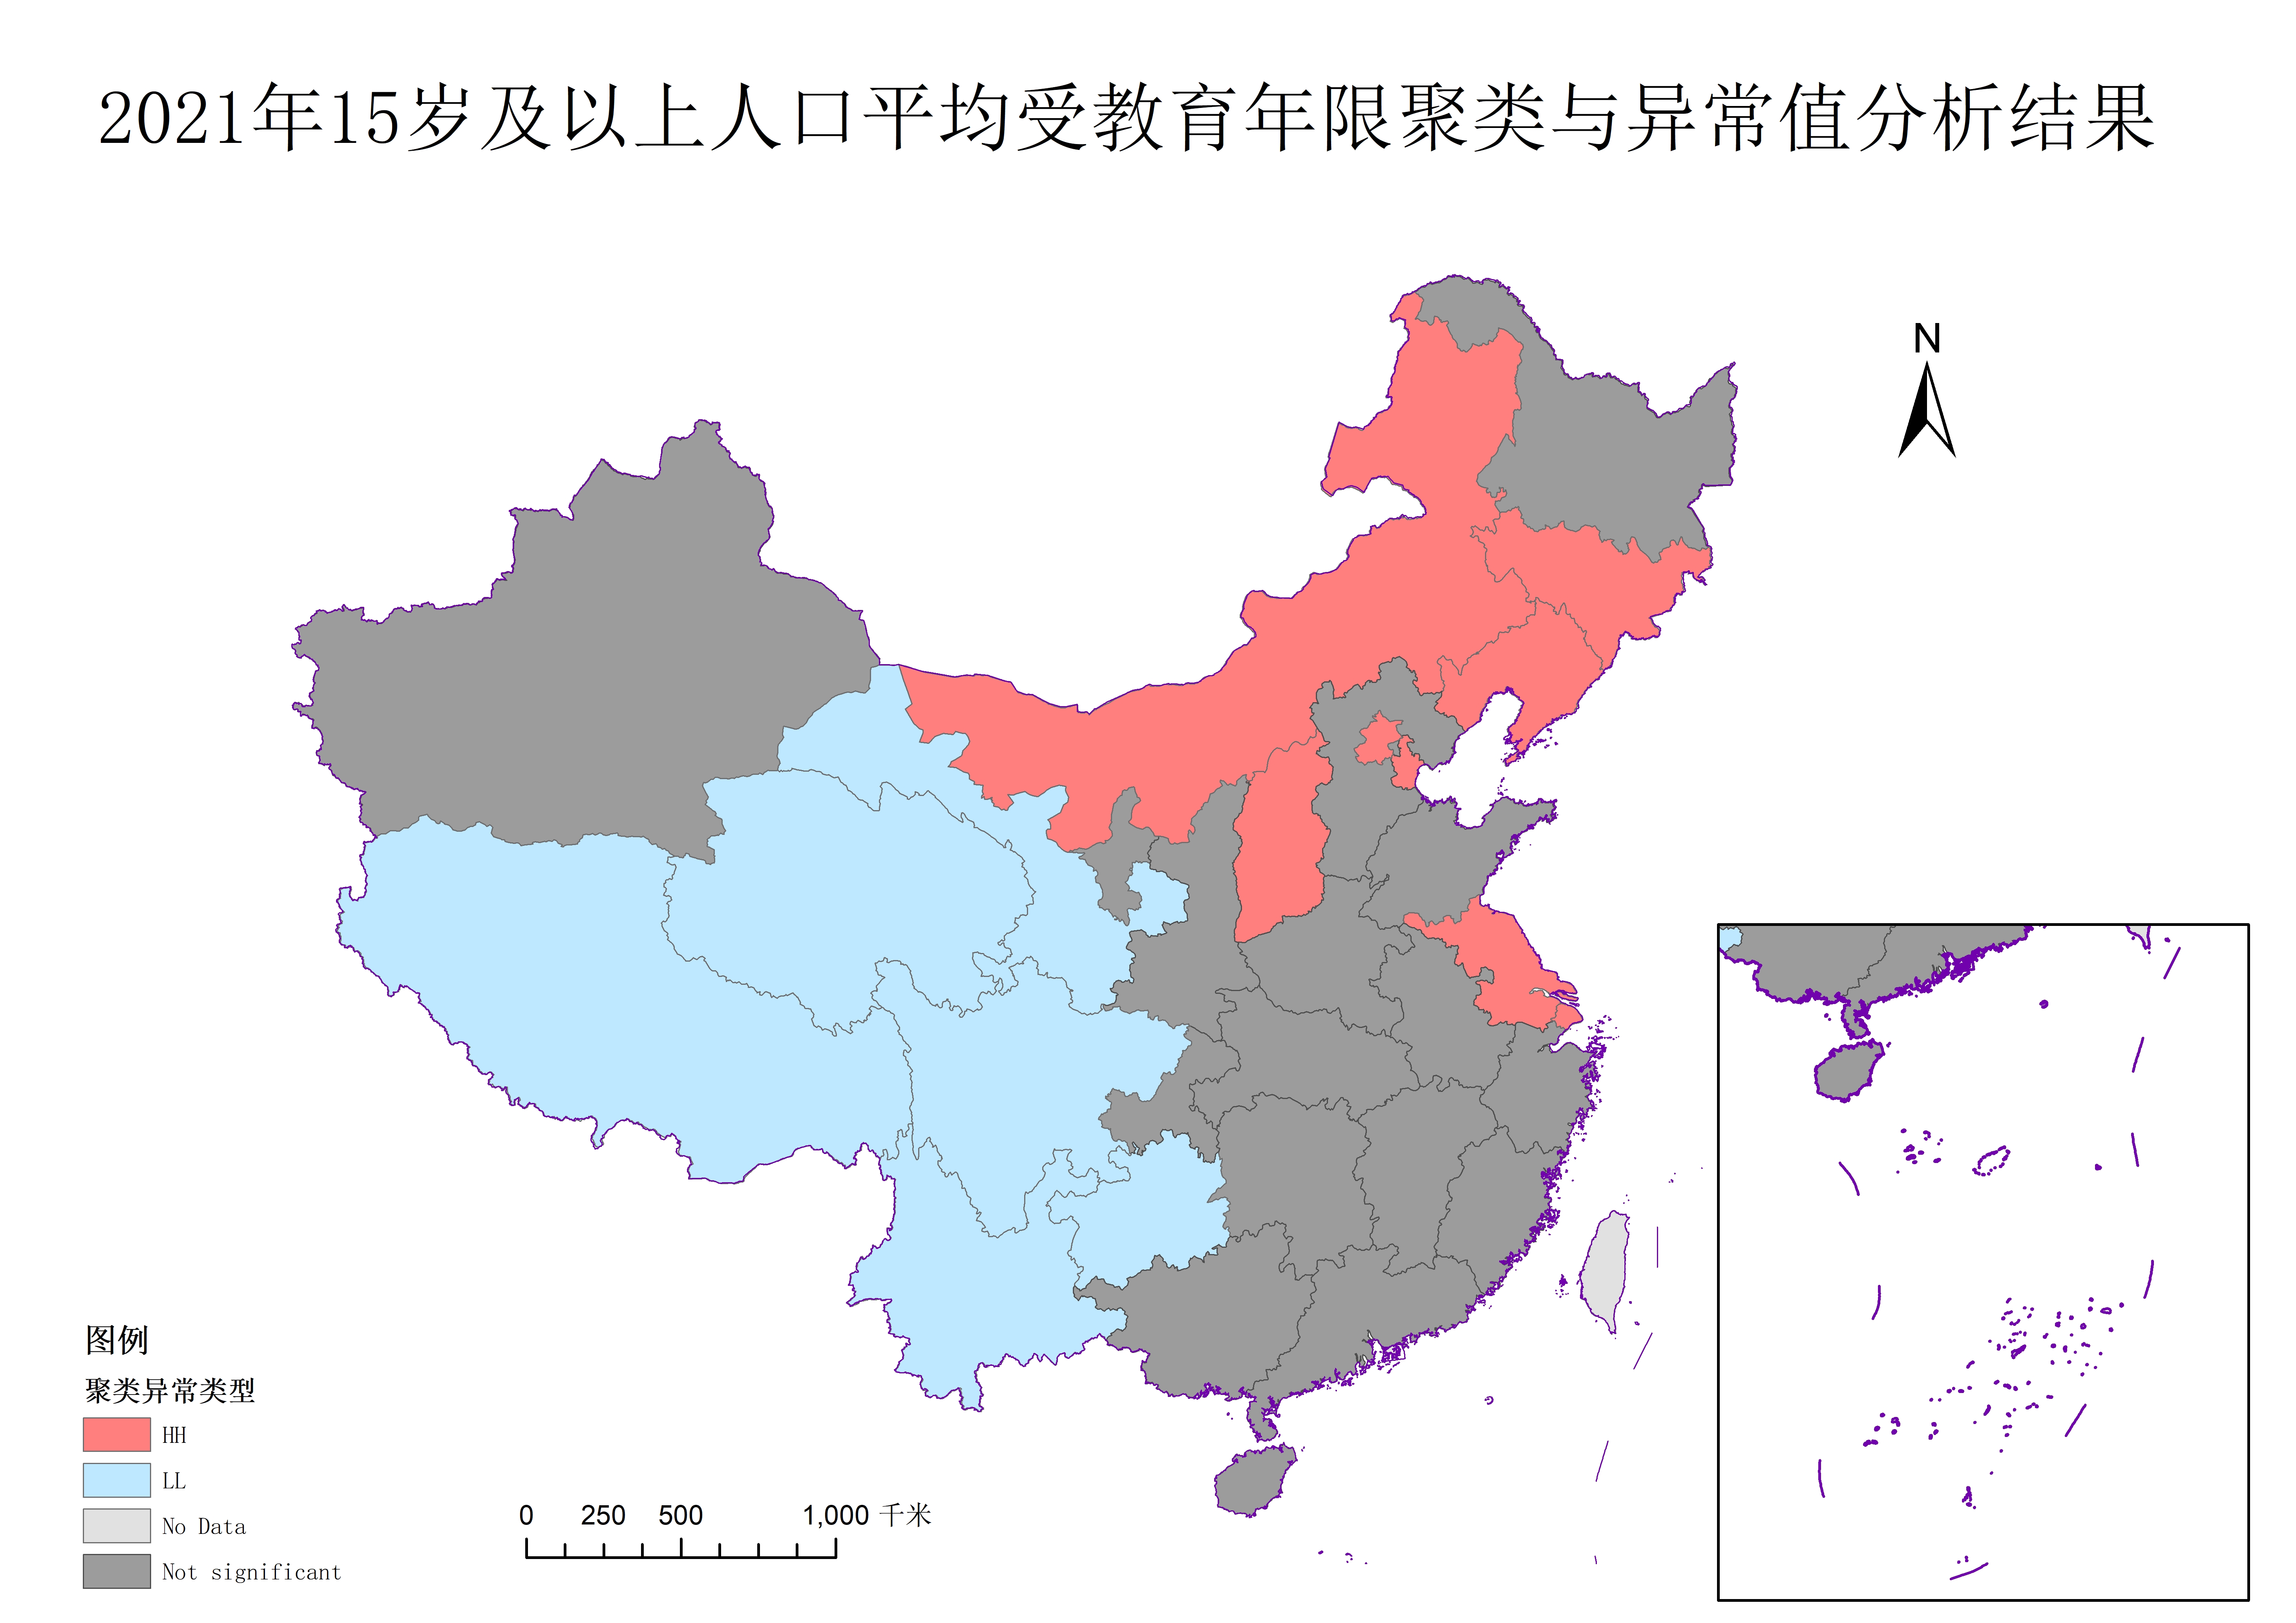 2021年15岁及以上人口平均受教育年限聚类与异常值分析结果
N
图例
聚类异常类型
HH
LL
No Data
Not significant
0 250 500 1,000 千米